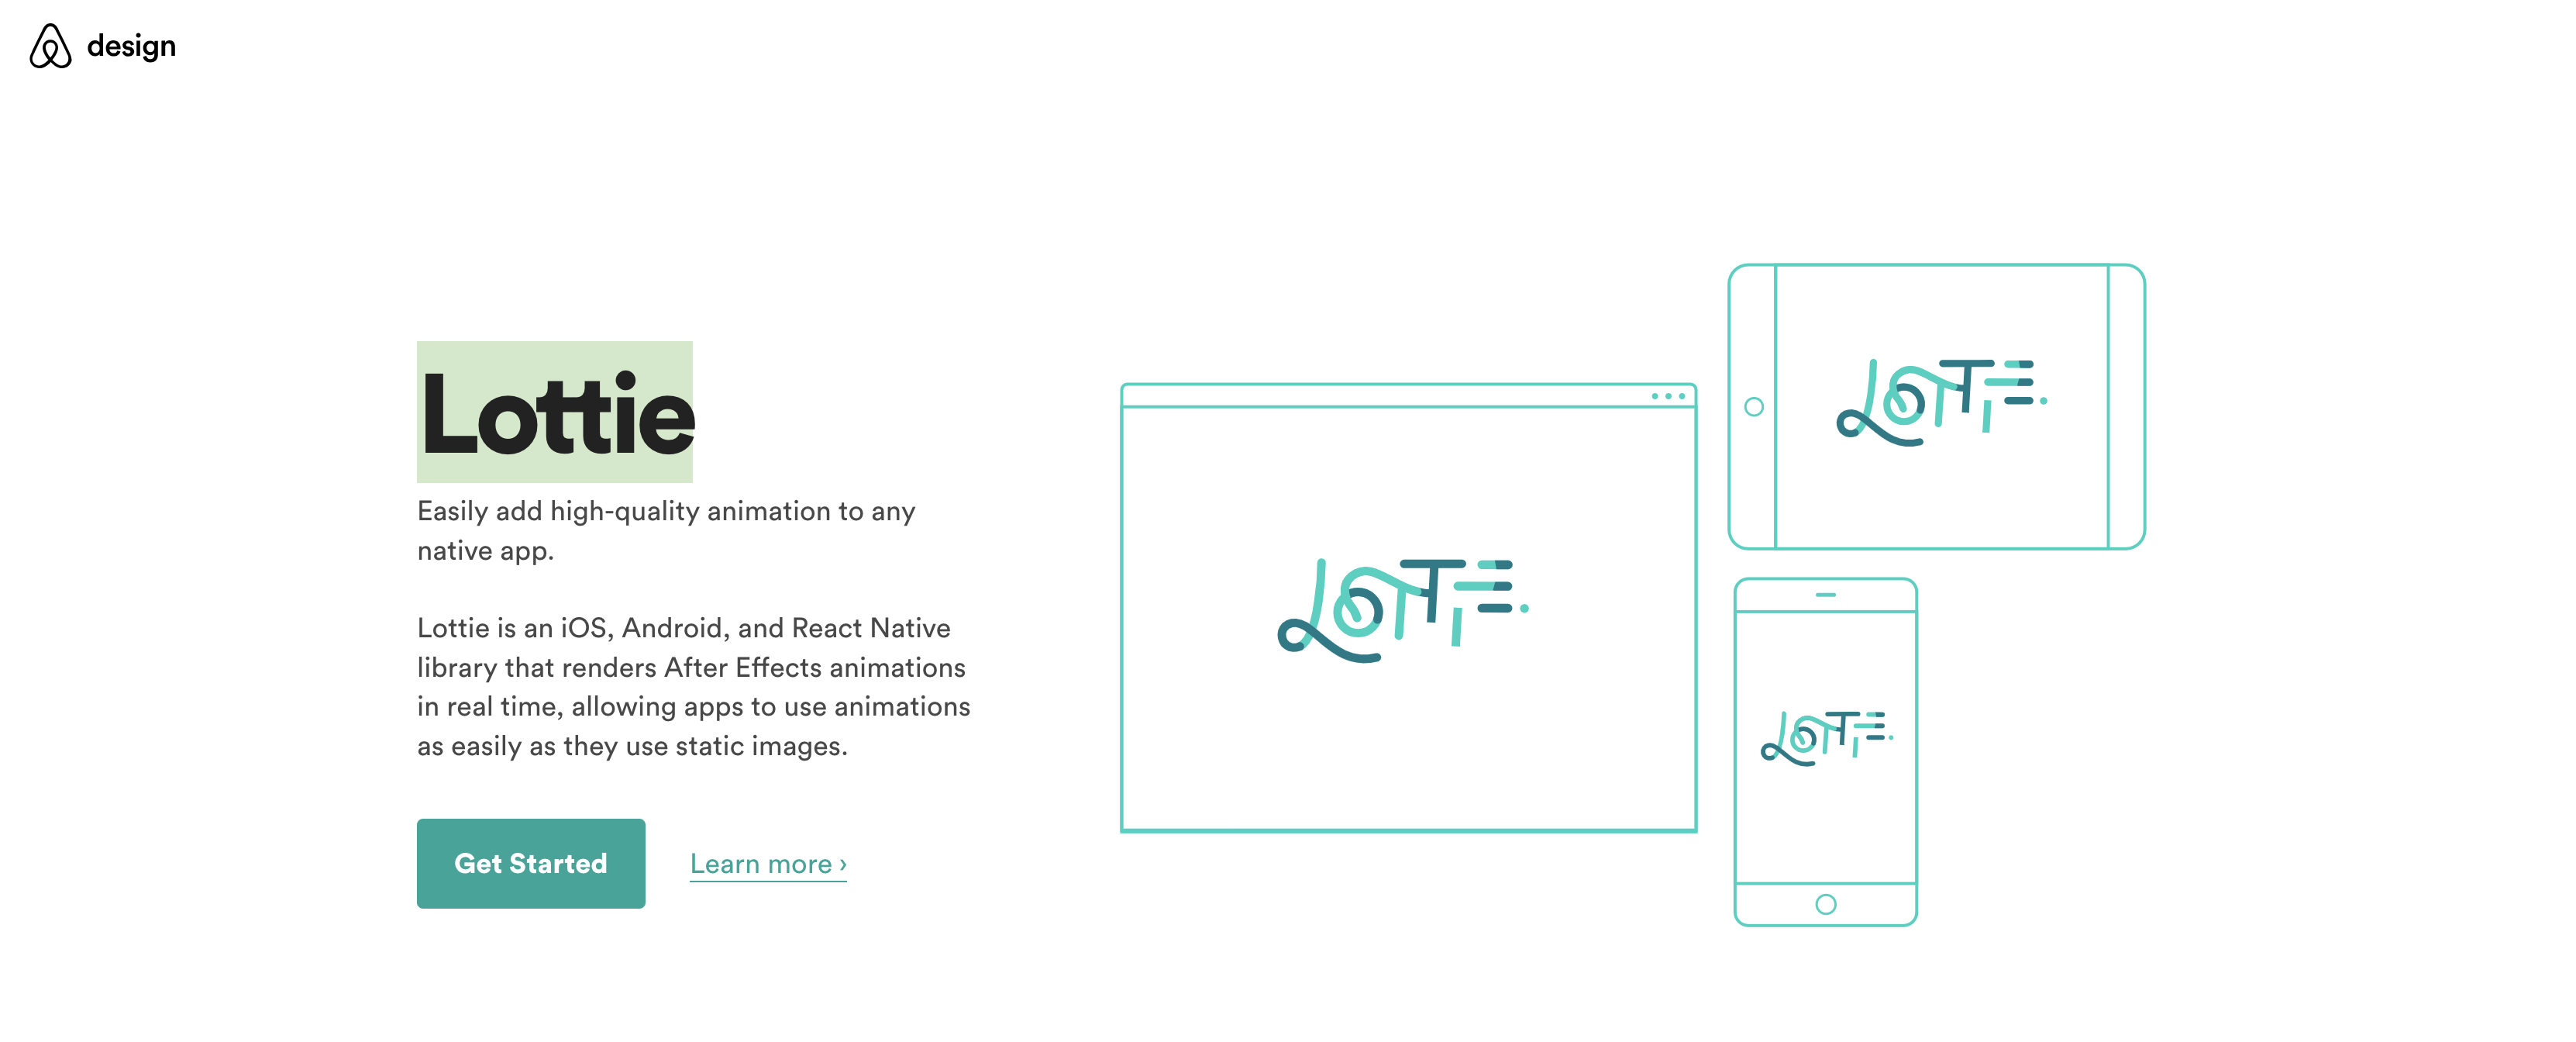 design
Lottie
Easily add high-quality animation to any
native app.
Lottie is an iOS, Android, and React Native
library that renders After Effects animations
in real time, allowing apps to use animations
as easily as they use static images.
Get Started
Learn more ›
LOTTIE
LOTTIE
LOTTIE